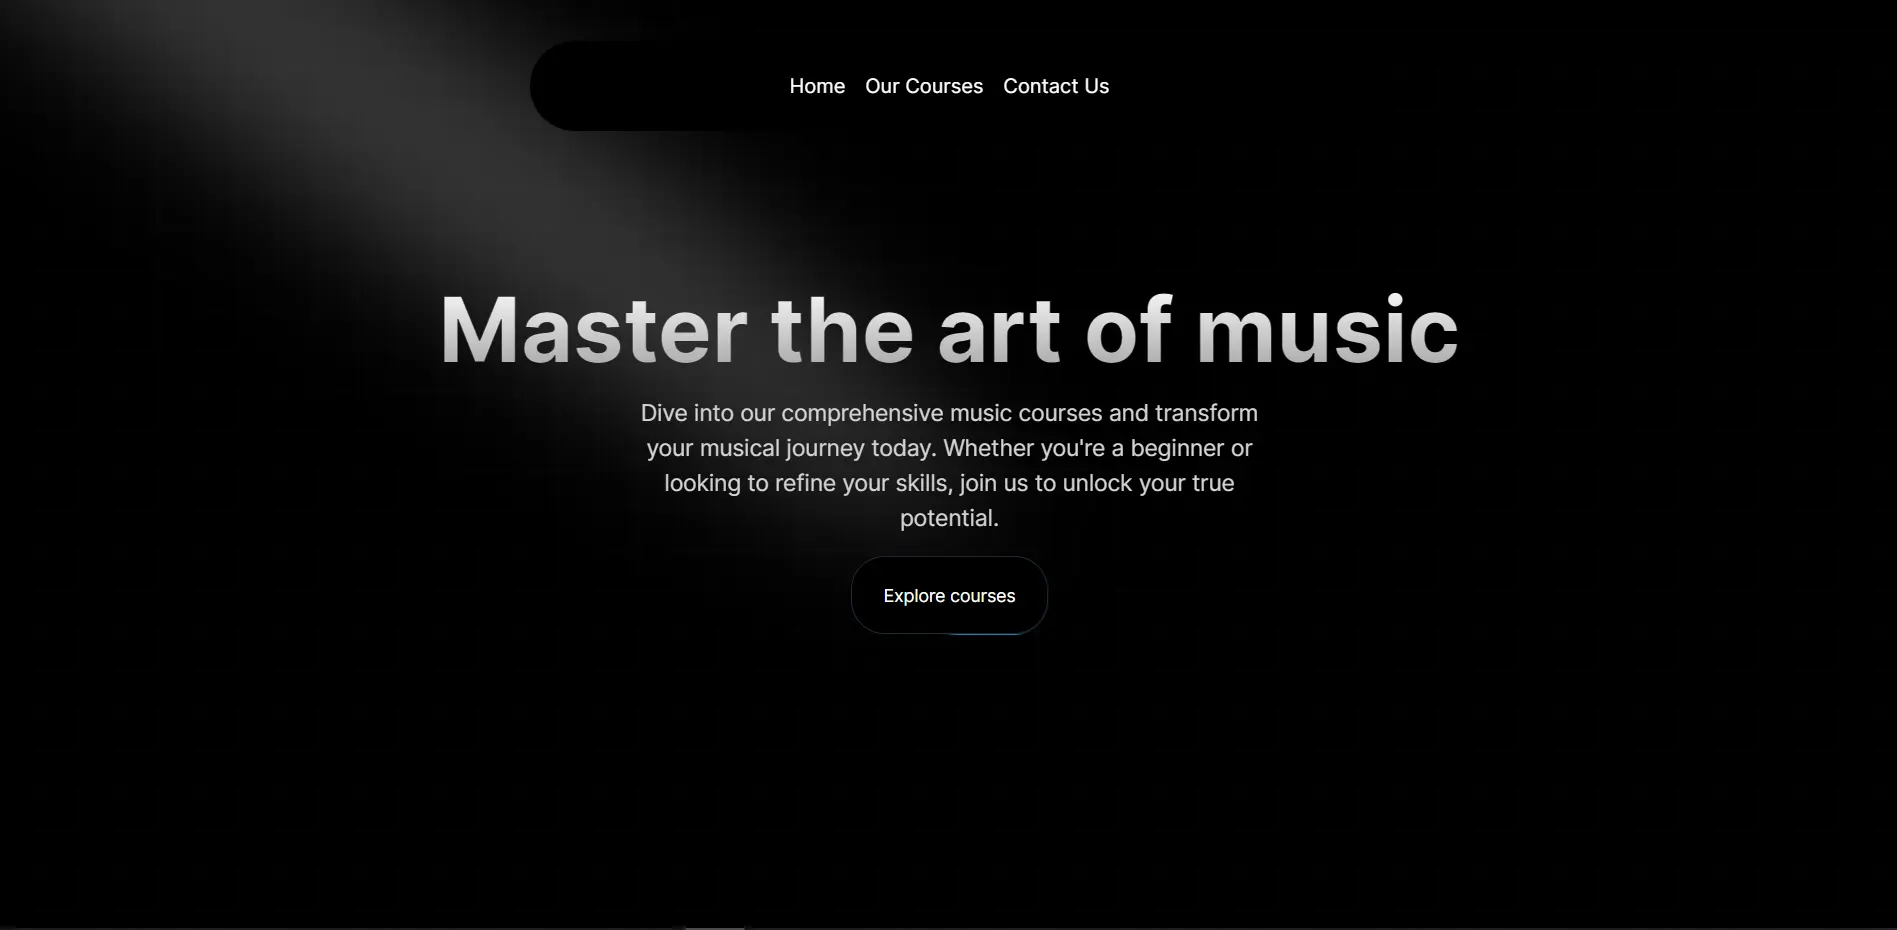 Home Our Courses Contact Us
Master the art of music
Dive into our comprehensive music courses and transform
your musical journey today. Whether you're a beginner or
looking to refine your skills, join us to unlock your true
potential.
Explore courses